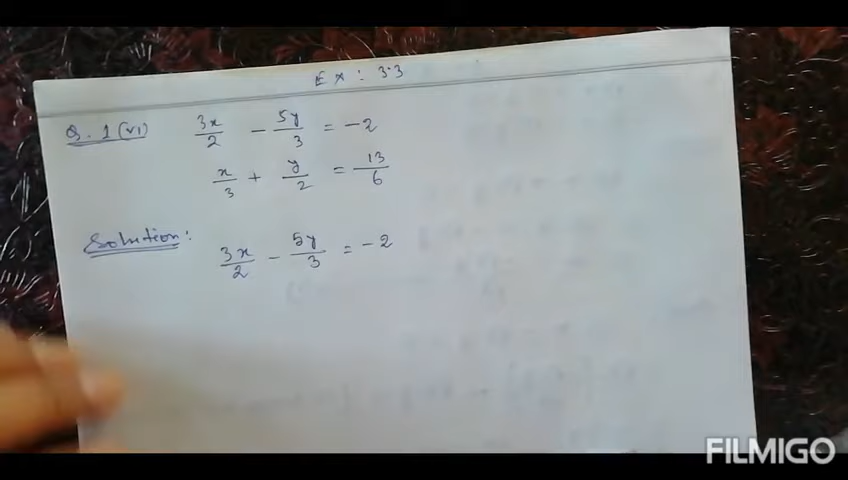 Ex : 3.3
Q. 1 (vi) 3x/2 - 5y/3 = -2
x/3 + y/2 = 13/6
Solution: 3x/2 - 5y/3 = -2
FILMIGO